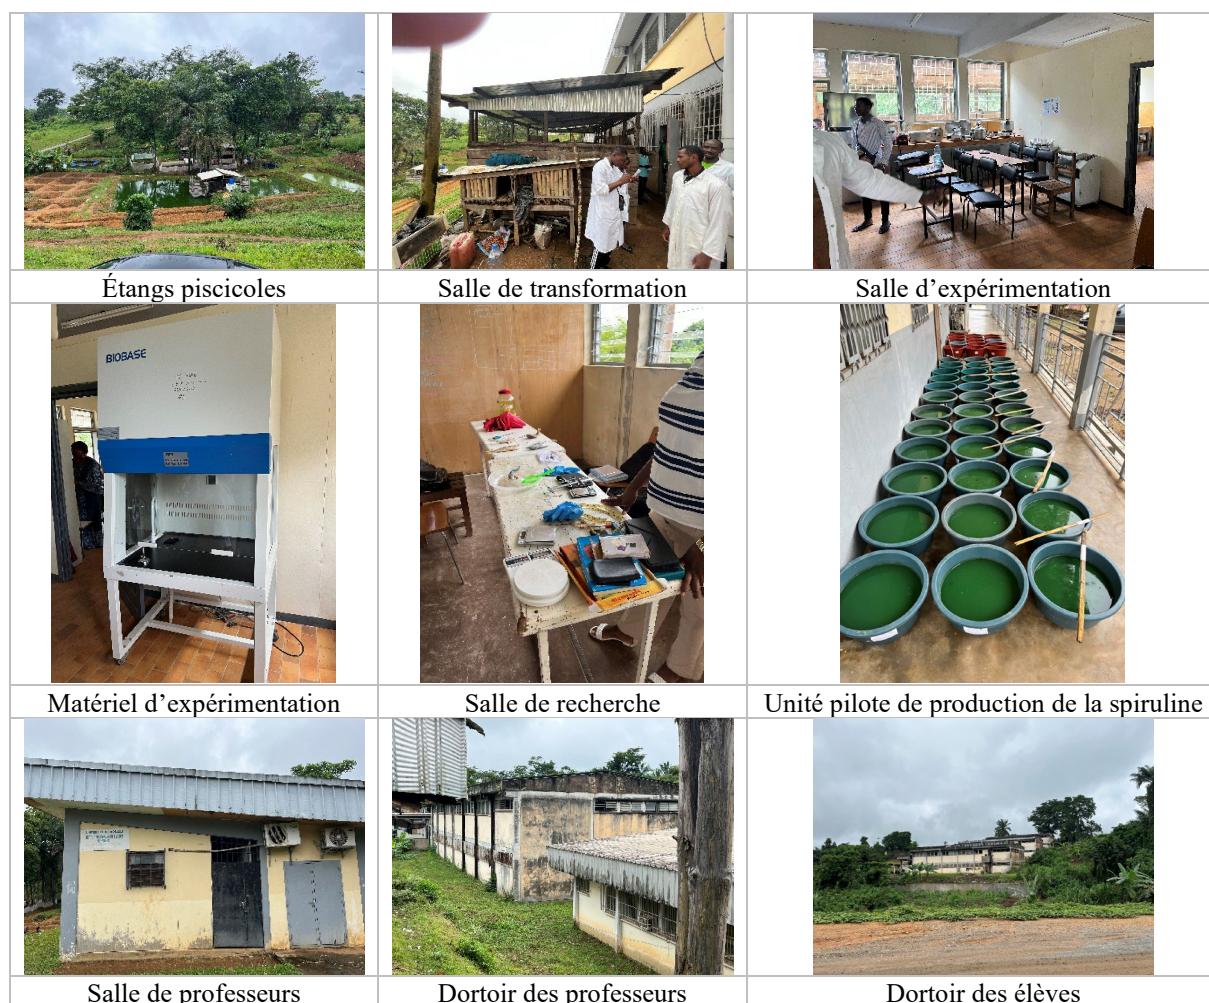 Étangs piscicoles
Salle de transformation
Salle d'expérimentation
BIOBASE
Matériel d'expérimentation
Salle de recherche
Unité pilote de production de la spiruline
Salle de professeurs
Dortoir des professeurs
Dortoir des élèves